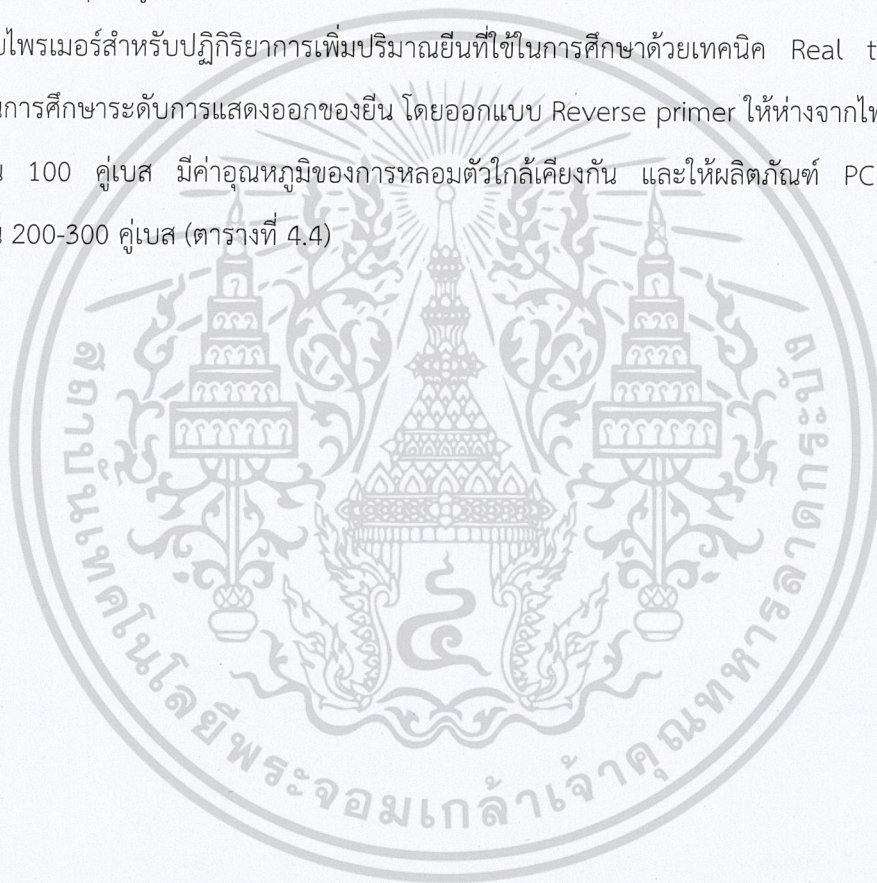 ไพรเมอร์สำหรับปฏิกิริยาการเพิ่มปริมาณยีนที่ใช้ในการศึกษาด้วยเทคนิค Real t
การศึกษาระดับการแสดงออกของยีน โดยออกแบบ Reverse primer ให้ห่างจากไพ
100 คู่เบส มีค่าอุณหภูมิของการหลอมตัวใกล้เคียงกัน และให้ผลิตภัณฑ์ PC
200-300 คู่เบส (ตารางที่ 4.4)
สถาบันเทคโนโลยีพระจอมเกล้าเจ้าคุณทหารลาดกระบัง
๔